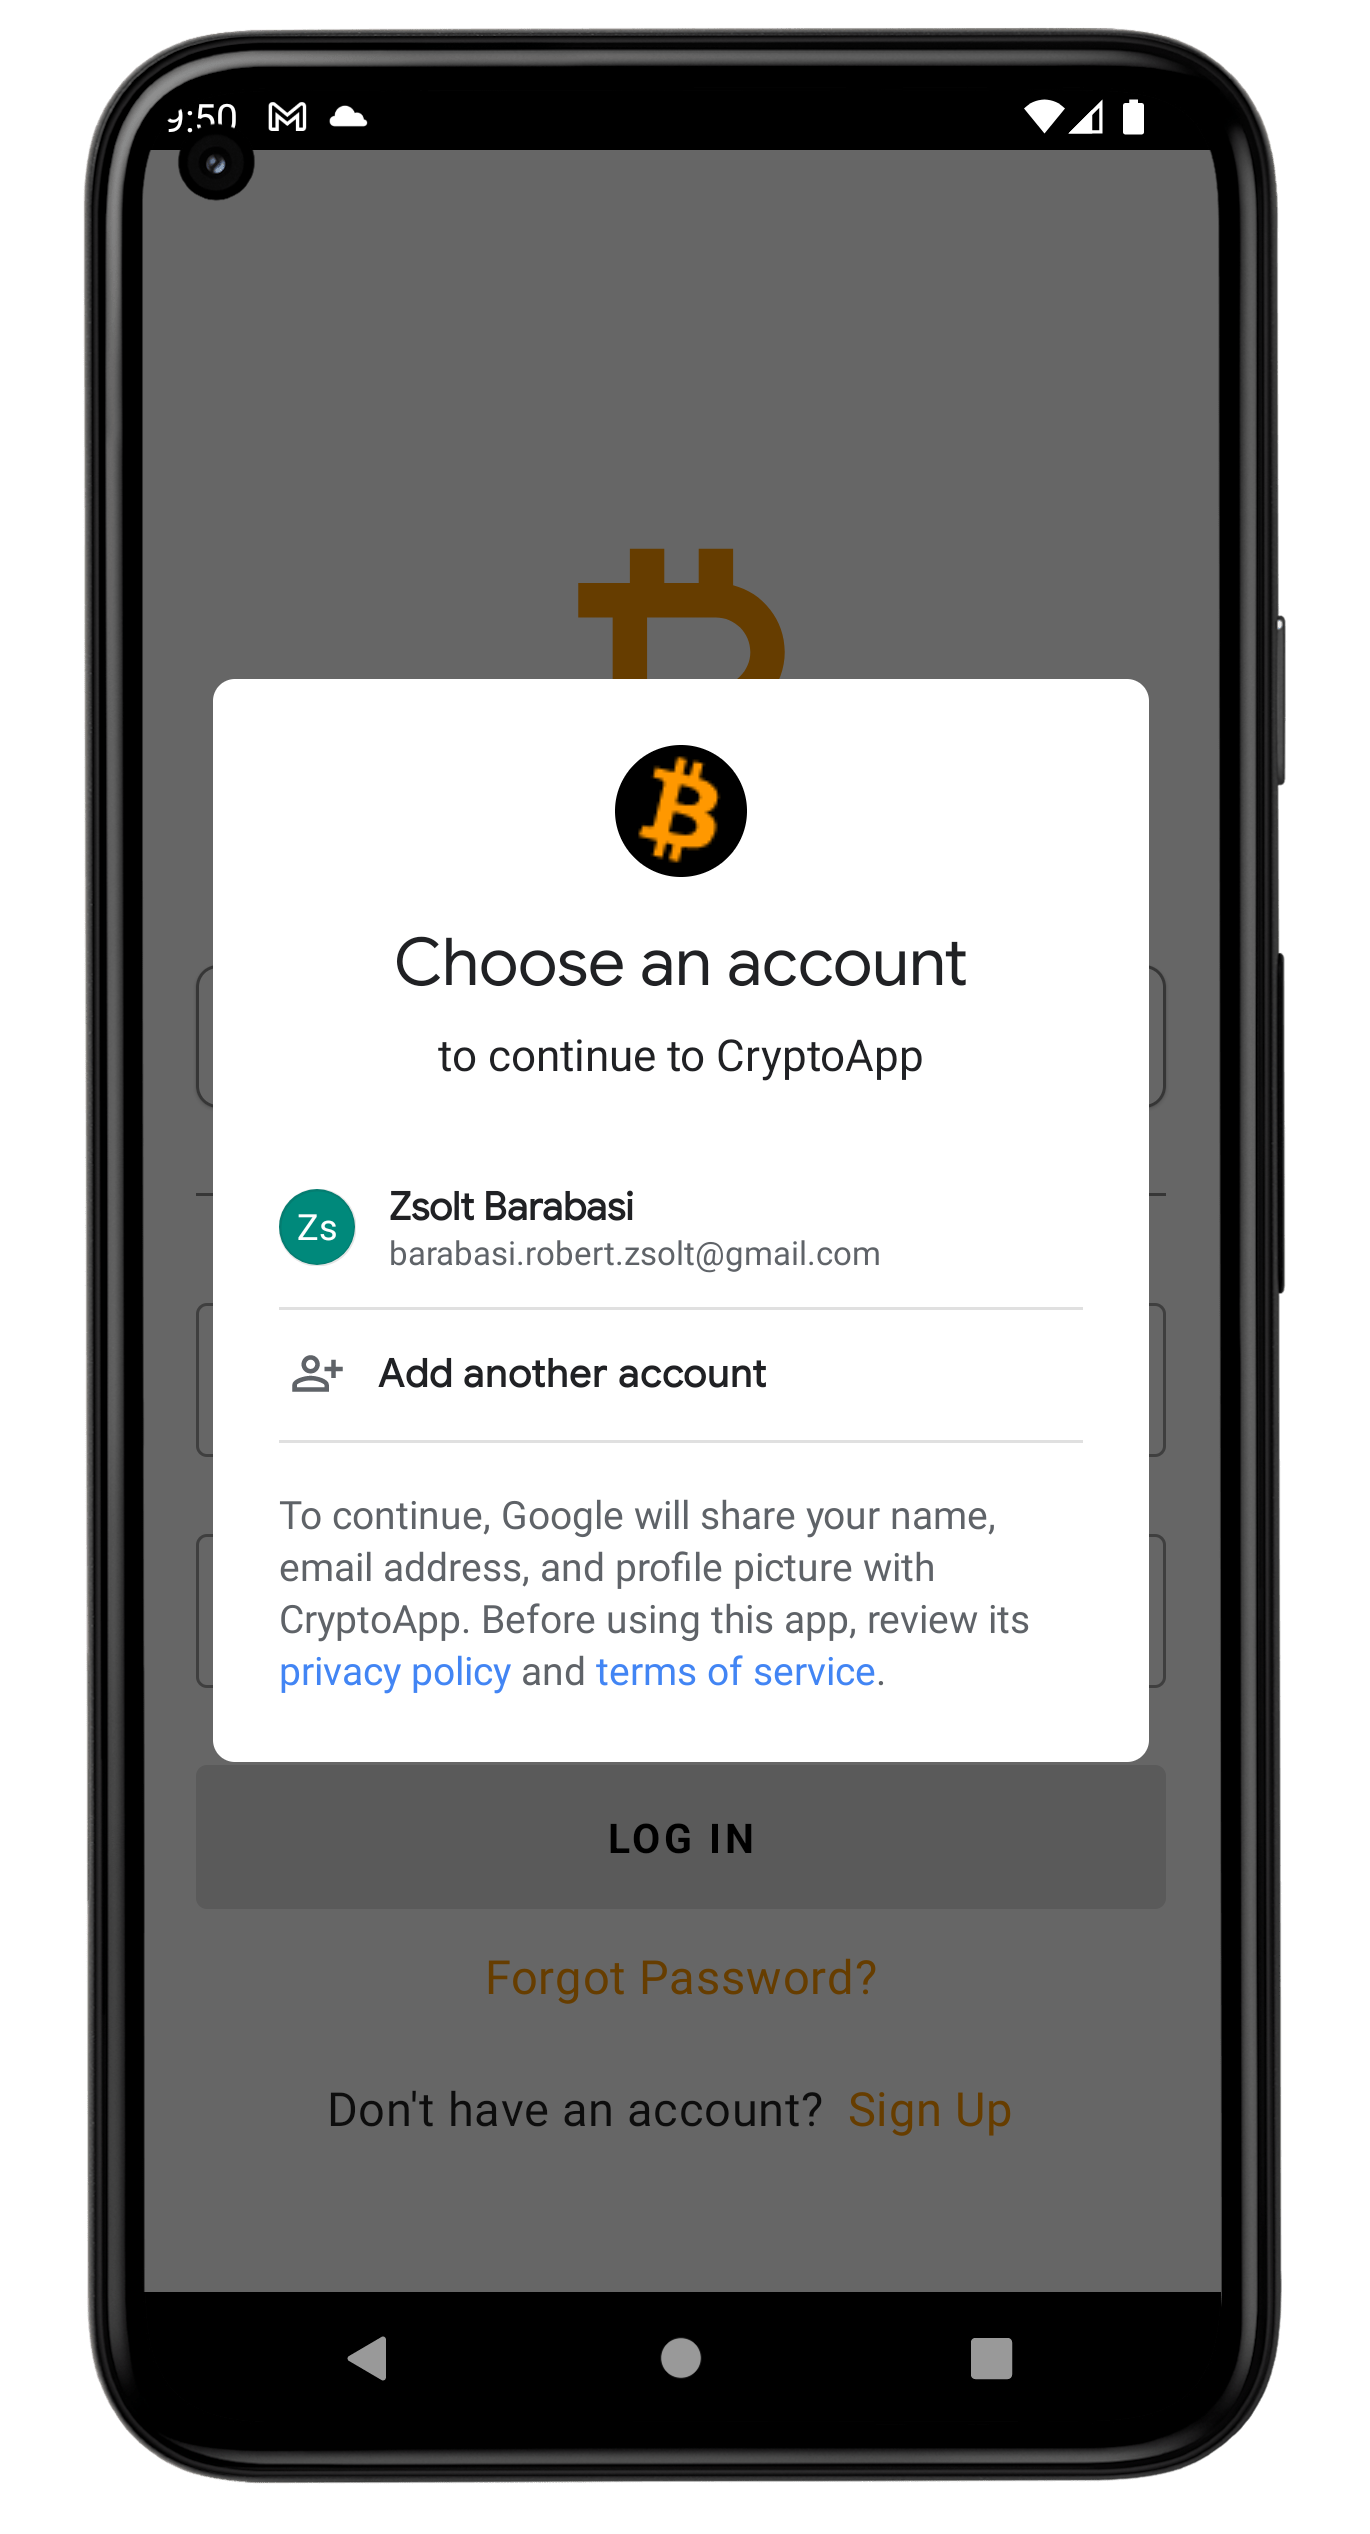 9:50
Choose an account
to continue to CryptoApp
Zs
Zsolt Barabasi
barabasi.robert.zsolt@gmail.com
Add another account
To continue, Google will share your name,
email address, and profile picture with
CryptoApp. Before using this app, review its
privacy policy and terms of service.
LOG IN
Forgot Password?
Don't have an account? Sign Up